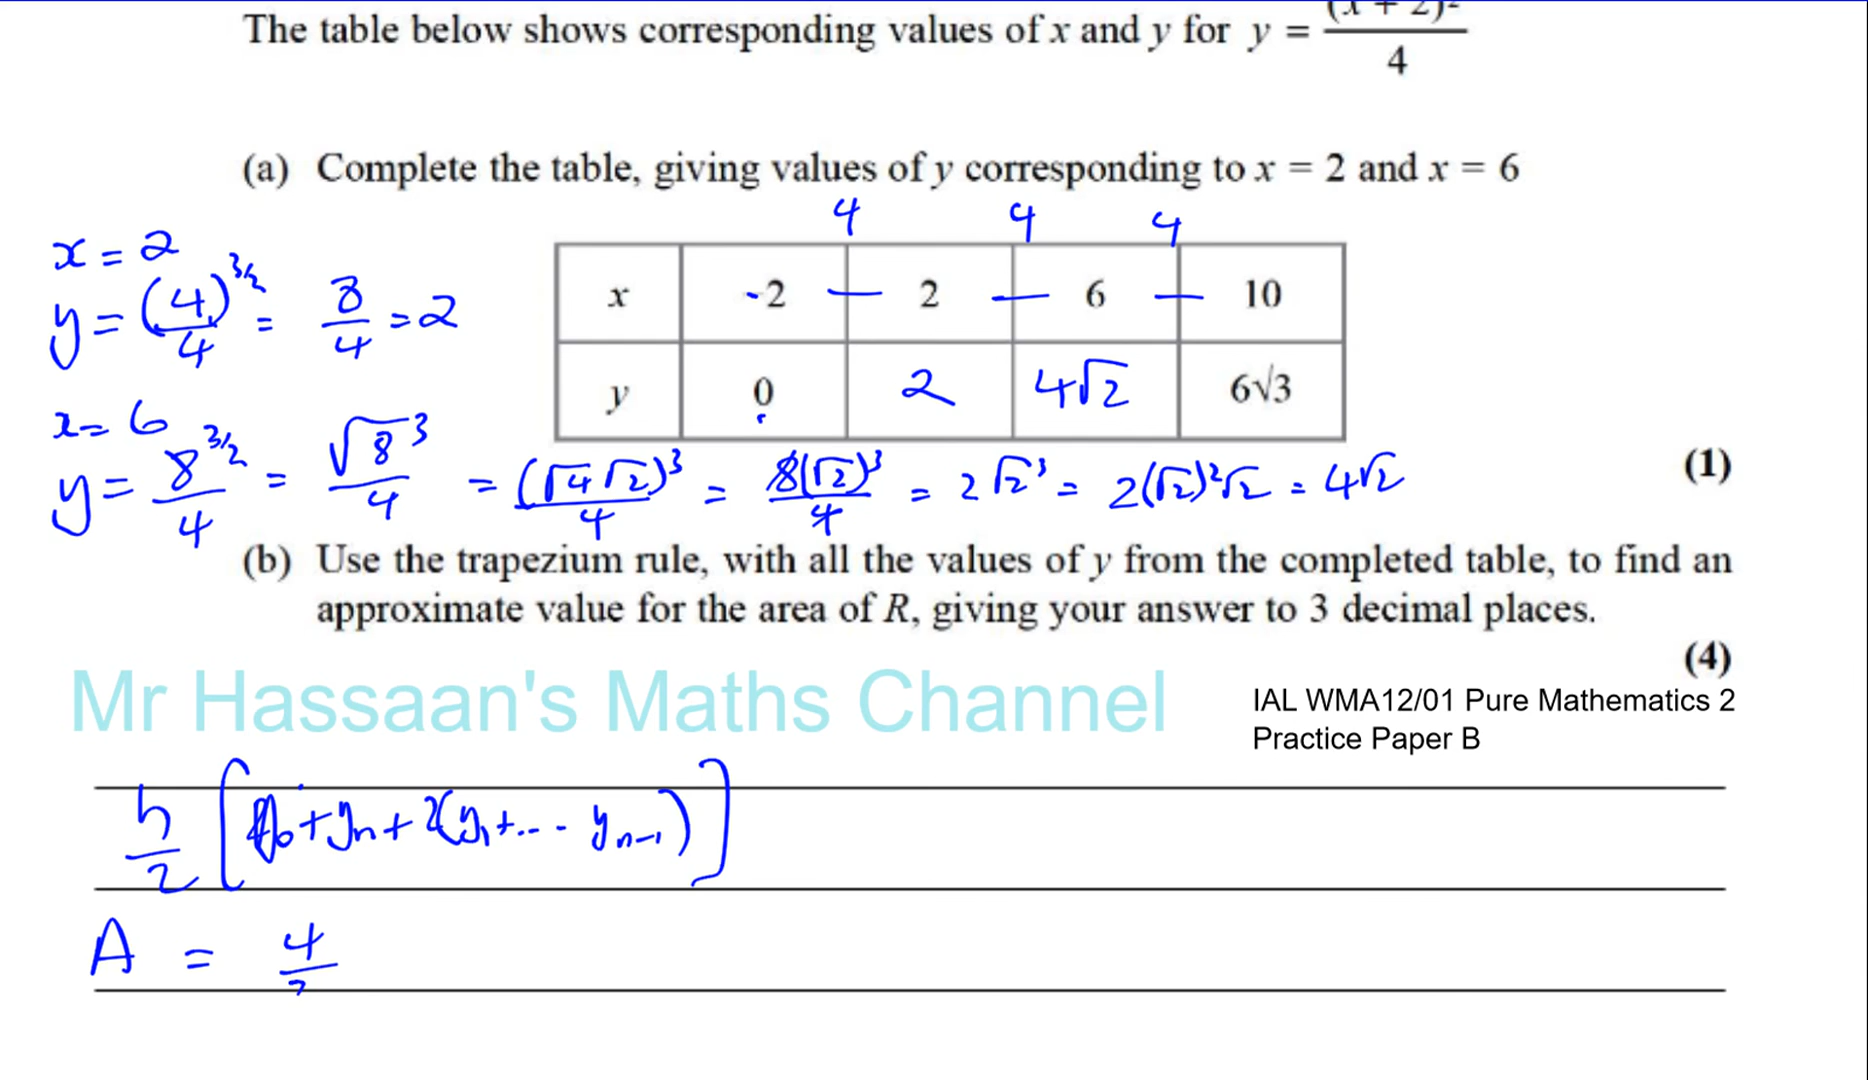 The table below shows corresponding values of x and y for y = (x + 2)²/4
(a) Complete the table, giving values of y corresponding to x = 2 and x = 6
4 4 4
x = 2
y = (4)^3/2 / 4 = 8/4 = 2
x -2 — 2 — 6 — 10
y 0 2 4√2 6√3
x = 6
y = 8^3/2 / 4 = √8³/4 = (√4√2)³/4 = 8(√2)³/4 = 2√2³ = 2(√2)²√2 = 4√2
(1)
(b) Use the trapezium rule, with all the values of y from the completed table, to find an
approximate value for the area of R, giving your answer to 3 decimal places.
(4)
Mr Hassaan's Maths Channel
IAL WMA12/01 Pure Mathematics 2
Practice Paper B
h/2 [y₀ + yₙ + 2(y₁ + ... yₙ₋₁)]
A = 4/